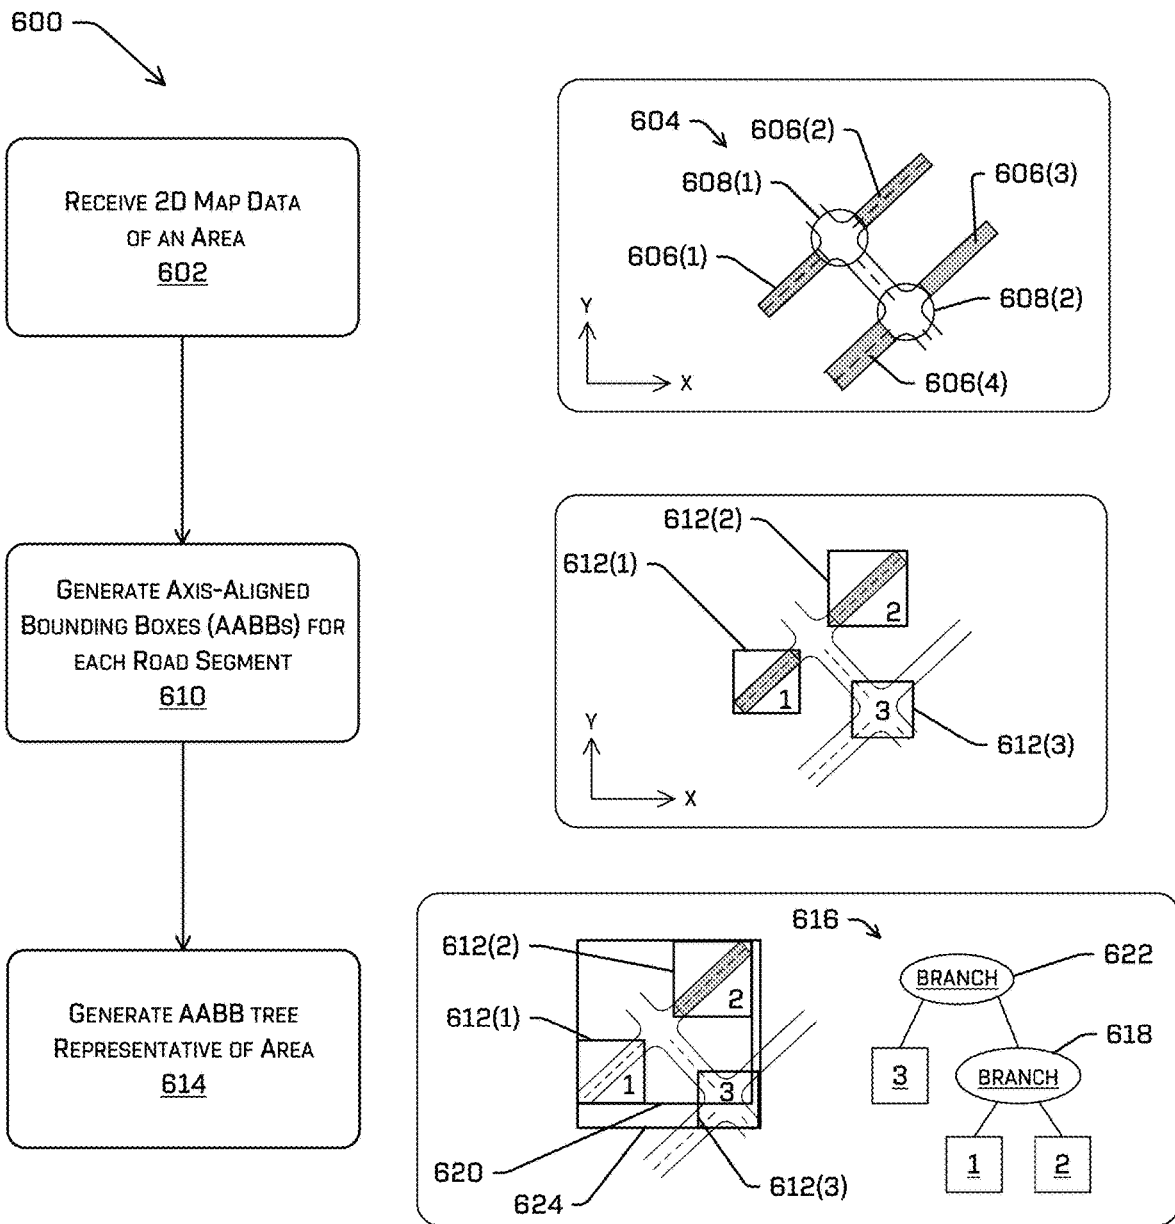 600
RECEIVE 2D MAP DATA
OF AN AREA
602
604
606(2)
608(1)
606(3)
606(1)
608(2)
606(4)
Y
X
GENERATE AXIS-ALIGNED
BOUNDING BOXES (AABBS) FOR
EACH ROAD SEGMENT
610
612(2)
612(1)
2
1
3
612(3)
Y
X
GENERATE AABB TREE
REPRESENTATIVE OF AREA
614
616
612(2)
612(1)
2
1
3
620
624
612(3)
BRANCH
622
618
3
BRANCH
1
2